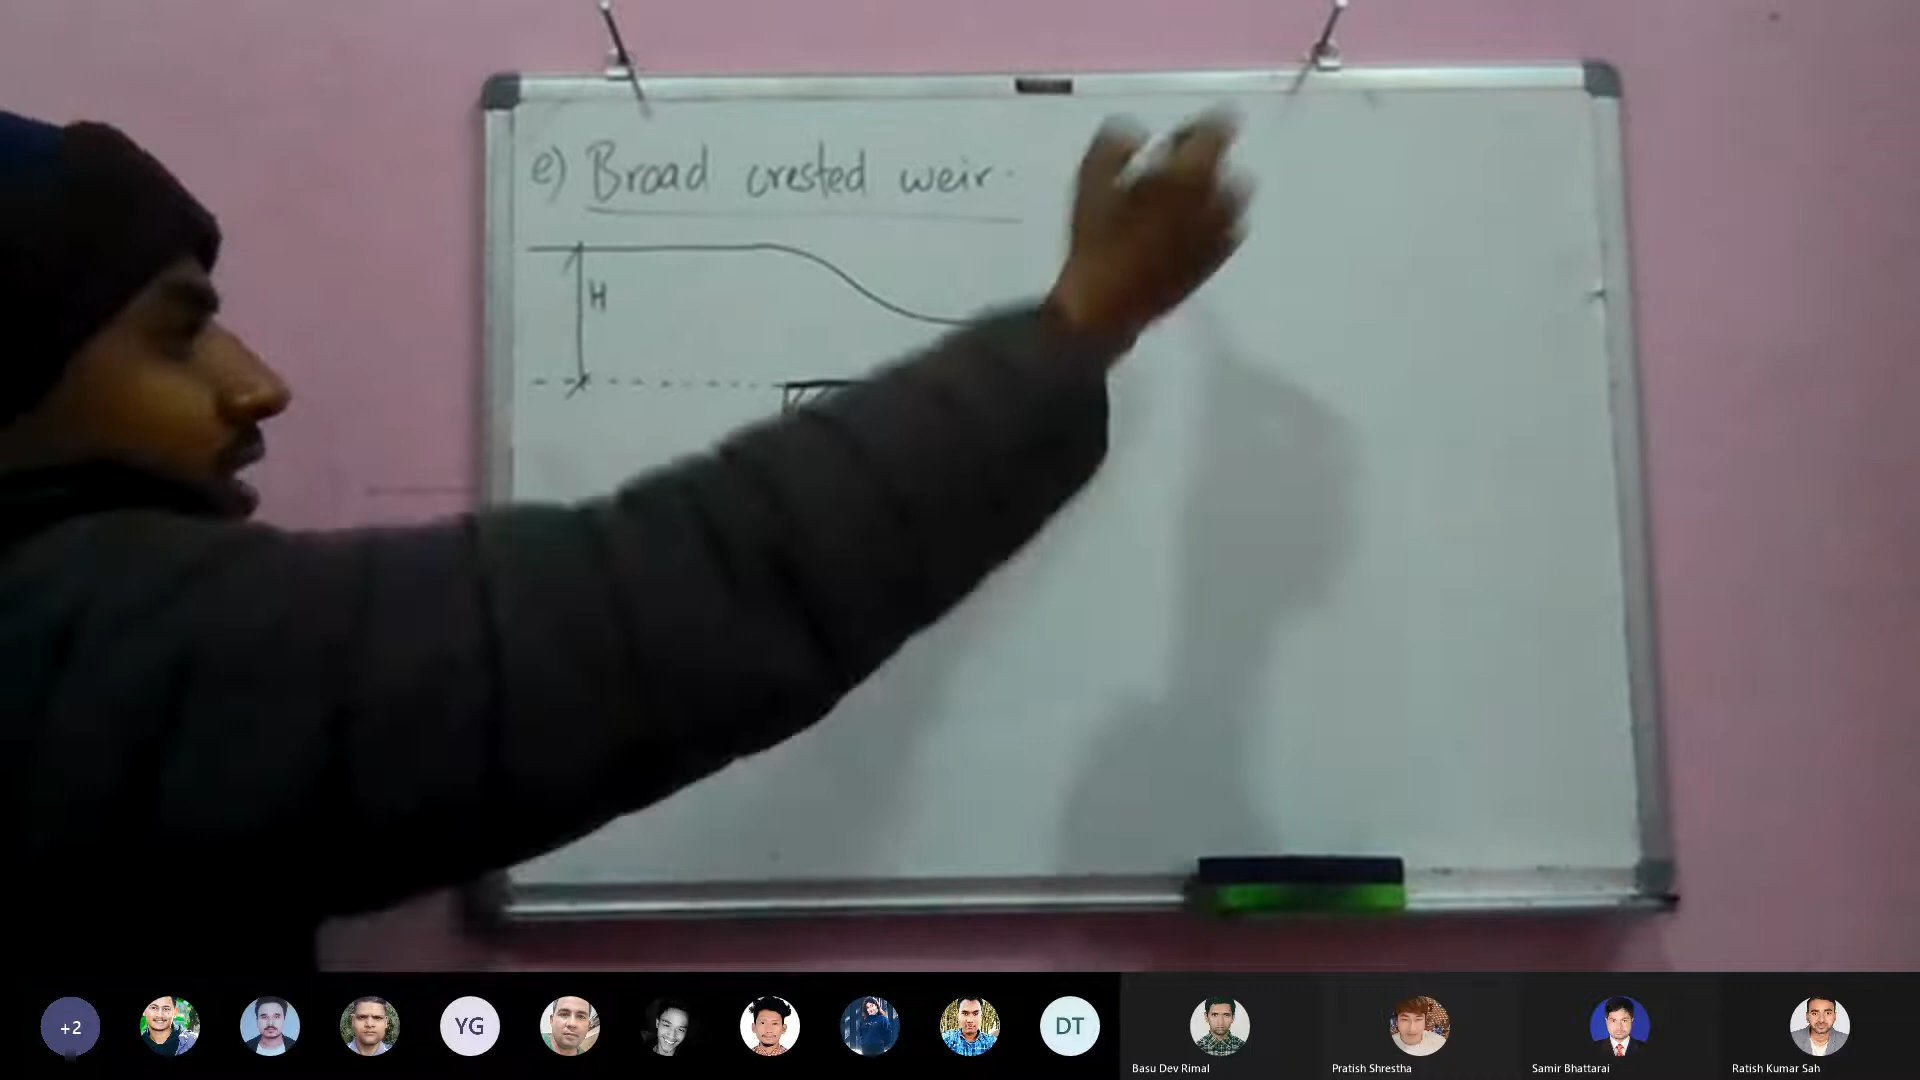 e) Broad crested weir.
H
+2
YG
DT
Basu Dev Rimal
Pratish Shrestha
Samir Bhattarai
Ratish Kumar Sah